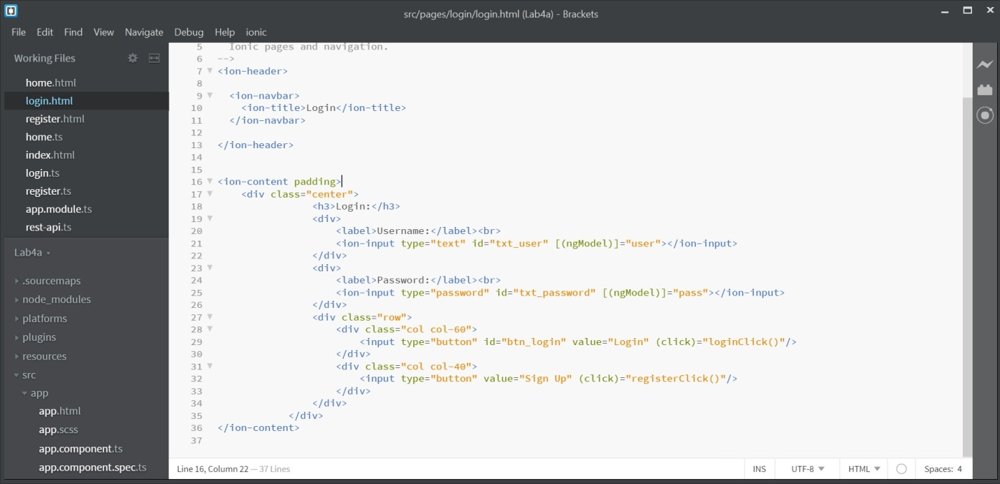 src/pages/login/login.html (Lab4a) - Brackets
File Edit Find View Navigate Debug Help ionic
Working Files
home.html
login.html
register.html
home.ts
index.html
login.ts
register.ts
app.module.ts
rest-api.ts
Lab4a
.sourcemaps
node_modules
platforms
plugins
resources
src
app
app.html
app.scss
app.component.ts
app.component.spec.ts
5 Ionic pages and navigation.
6 -->
7 <ion-header>
8
9 <ion-navbar>
10 <ion-title>Login</ion-title>
11 </ion-navbar>
12
13 </ion-header>
14
15
16 <ion-content padding>
17 <div class="center">
18 <h3>Login:</h3>
19 <div>
20 <label>Username:</label><br>
21 <ion-input type="text" id="txt_user" [(ngModel)]="user"></ion-input>
22 </div>
23 <div>
24 <label>Password:</label><br>
25 <ion-input type="password" id="txt_password" [(ngModel)]="pass"></ion-input>
26 </div>
27 <div class="row">
28 <div class="col col-60">
29 <input type="button" id="btn_login" value="Login" (click)="loginClick()"/>
30 </div>
31 <div class="col col-40">
32 <input type="button" value="Sign Up" (click)="registerClick()"/>
33 </div>
34 </div>
35 </div>
36 </ion-content>
37
Line 16, Column 22 — 37 Lines
INS UTF-8 HTML Spaces: 4